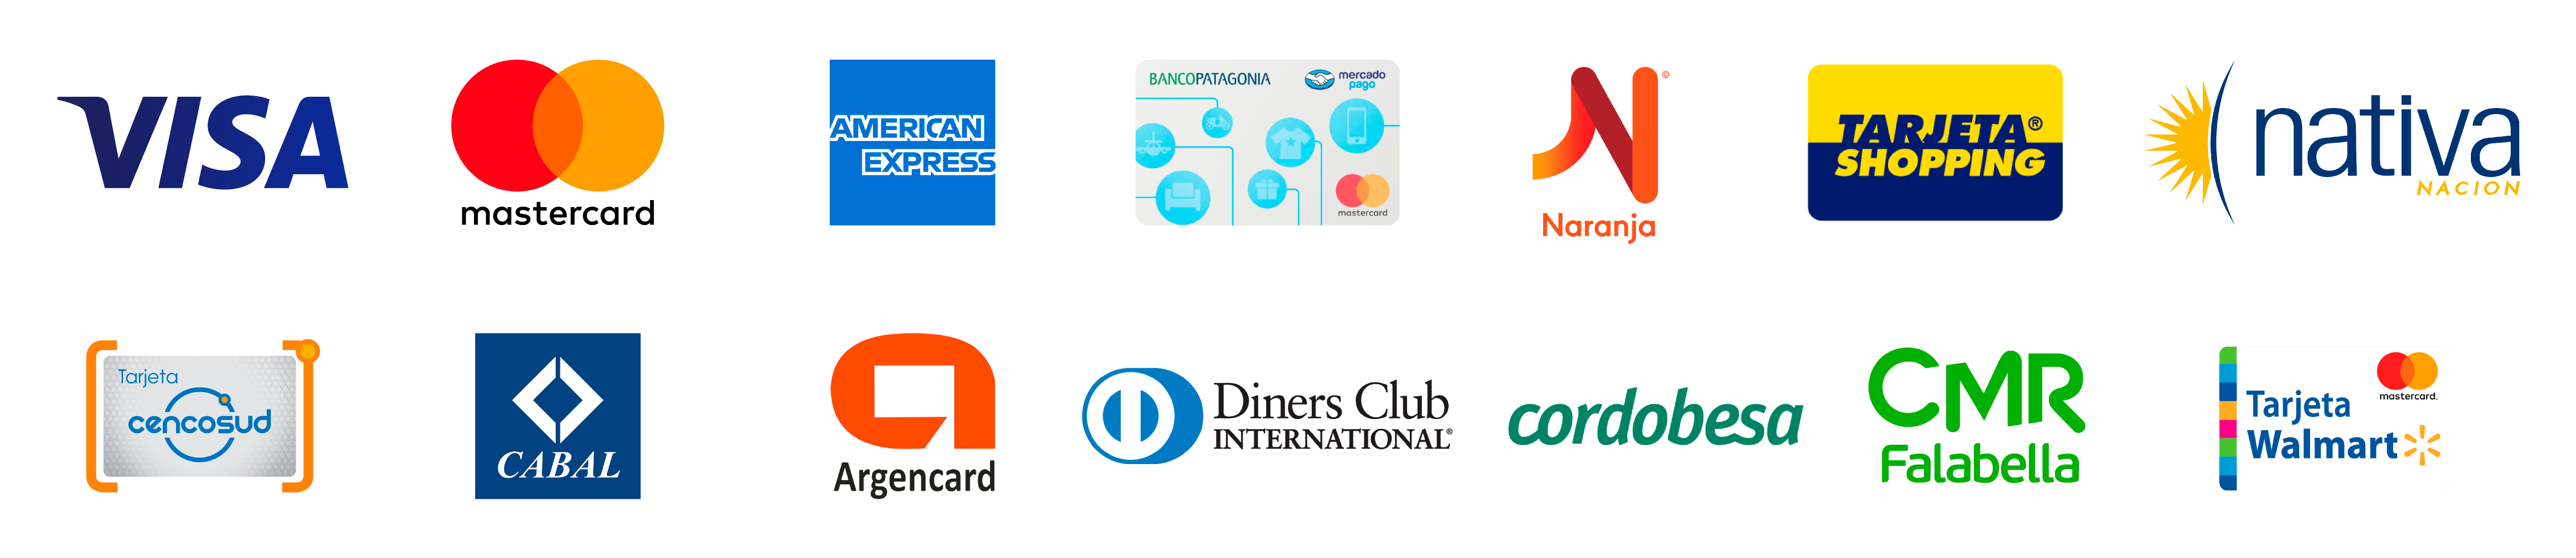 VISA
mastercard
AMERICAN
EXPRESS
BANCOPATAGONIA
mercado
pago
mastercard
©
Naranja
TARJETA®
SHOPPING
nativa
NACION
Tarjeta
cencosud
CABAL
Argencard
Diners Club
INTERNATIONAL®
cordobesa
CMR
Falabella
mastercard.
Tarjeta
Walmart